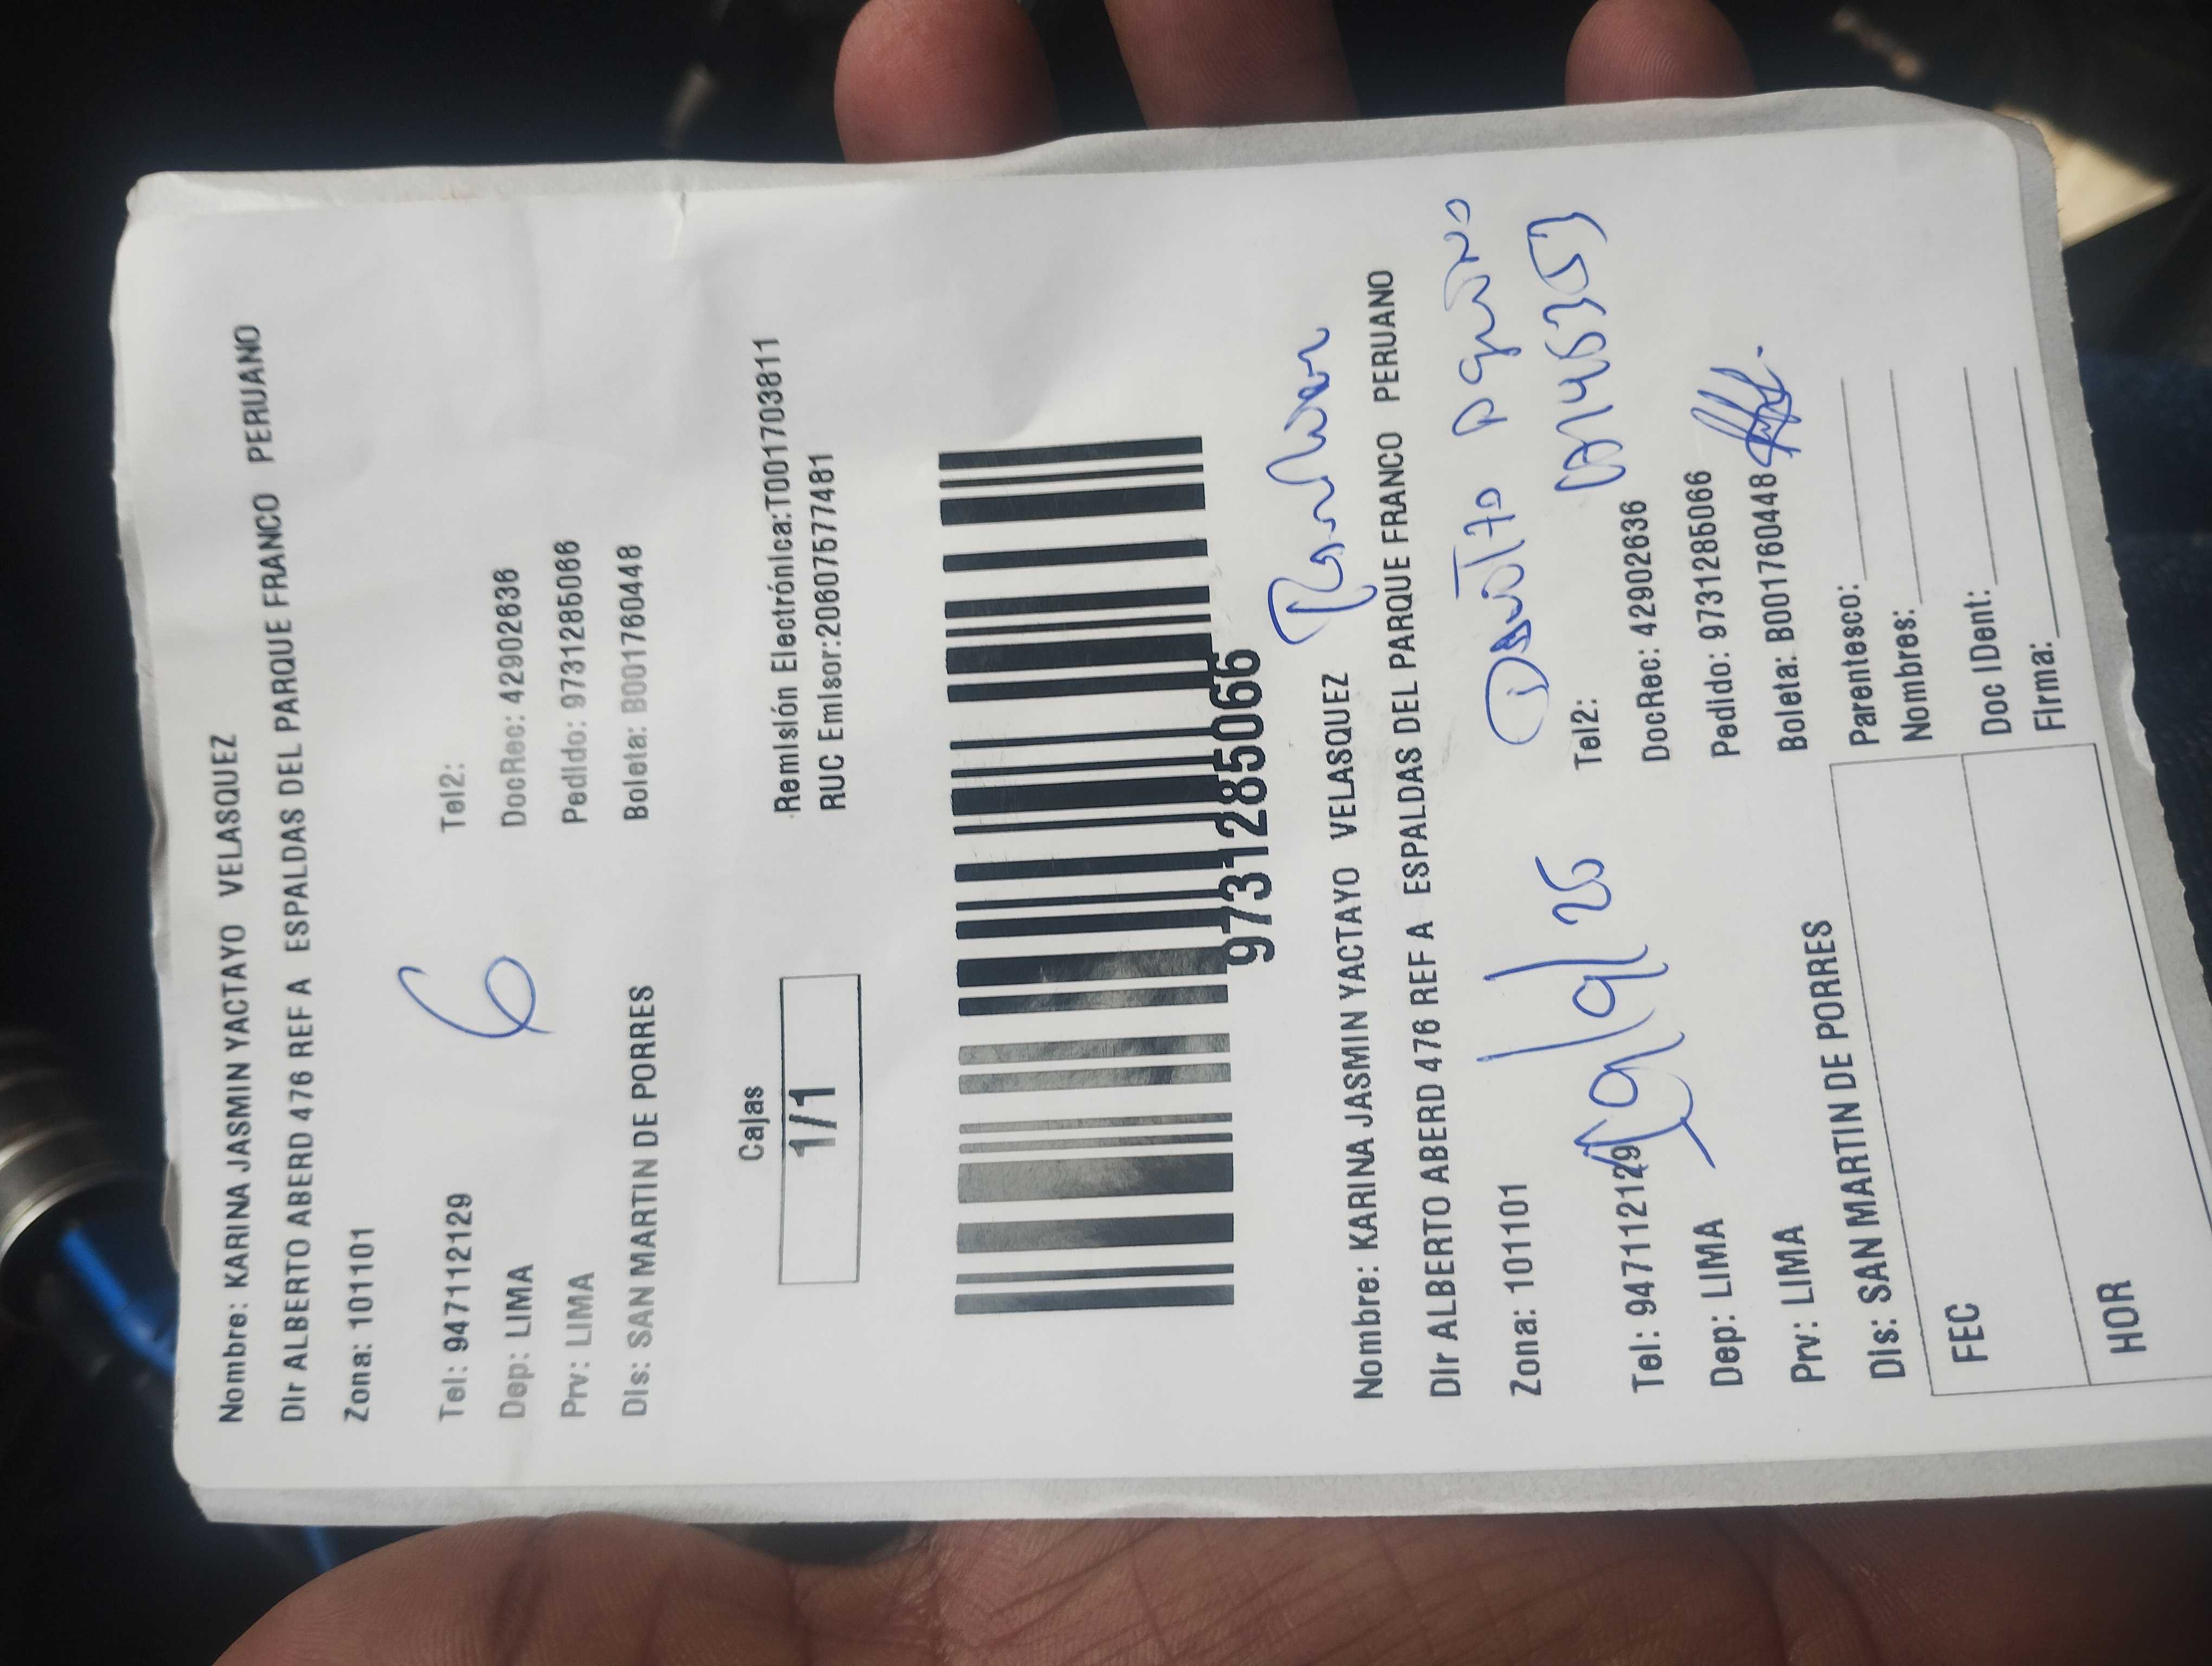 Nombre: KARINA JASMIN YACTAYO VELASQUEZ
Dir ALBERTO ABERD 476 REF A ESPALDAS DEL PARQUE FRANCO PERUANO
Zona: 101101
6
Tel: 947112129 Tel2:
Dep: LIMA DocRec: 42902636
Prv: LIMA Pedido: 9731285066
Dis: SAN MARTIN DE PORRES Boleta: B001760448
Cajas
1/1
Remisión Electrónica:T001703811
RUC Emisor:20607577481
9731285066
Nombre: KARINA JASMIN YACTAYO VELASQUEZ
Dir ALBERTO ABERD 476 REF A ESPALDAS DEL PARQUE FRANCO PERUANO
Zona: 101101
Tel: 947112129 Tel2:
Dep: LIMA DocRec: 42902636
Prv: LIMA Pedido: 9731285066
Dis: SAN MARTIN DE PORRES Boleta: B001760448
FEC
HOR
Parentesco:
Nombres:
Doc IDent:
Firma: